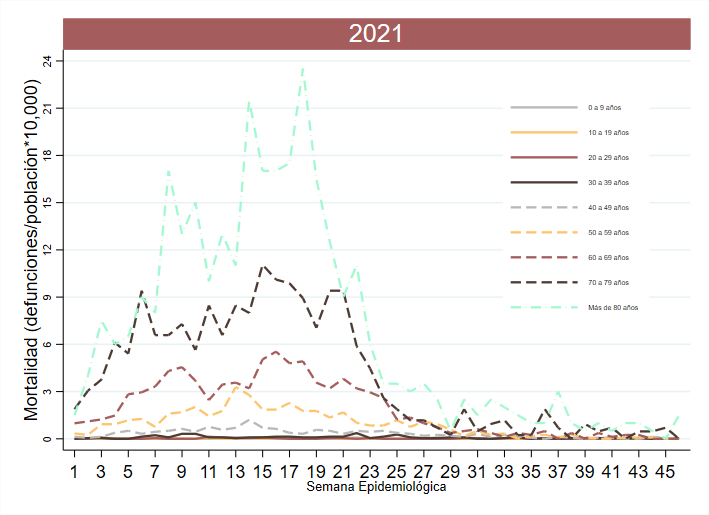 2021
Mortalidad (defunciones/población*10,000)
24
21
18
15
12
9
6
3
0
0 a 9 años
10 a 19 años
20 a 29 años
30 a 39 años
40 a 49 años
50 a 59 años
60 a 69 años
70 a 79 años
Más de 80 años
1 3 5 7 9 11 13 15 17 19 21 23 25 27 29 31 33 35 37 39 41 43 45
Semana Epidemiológica